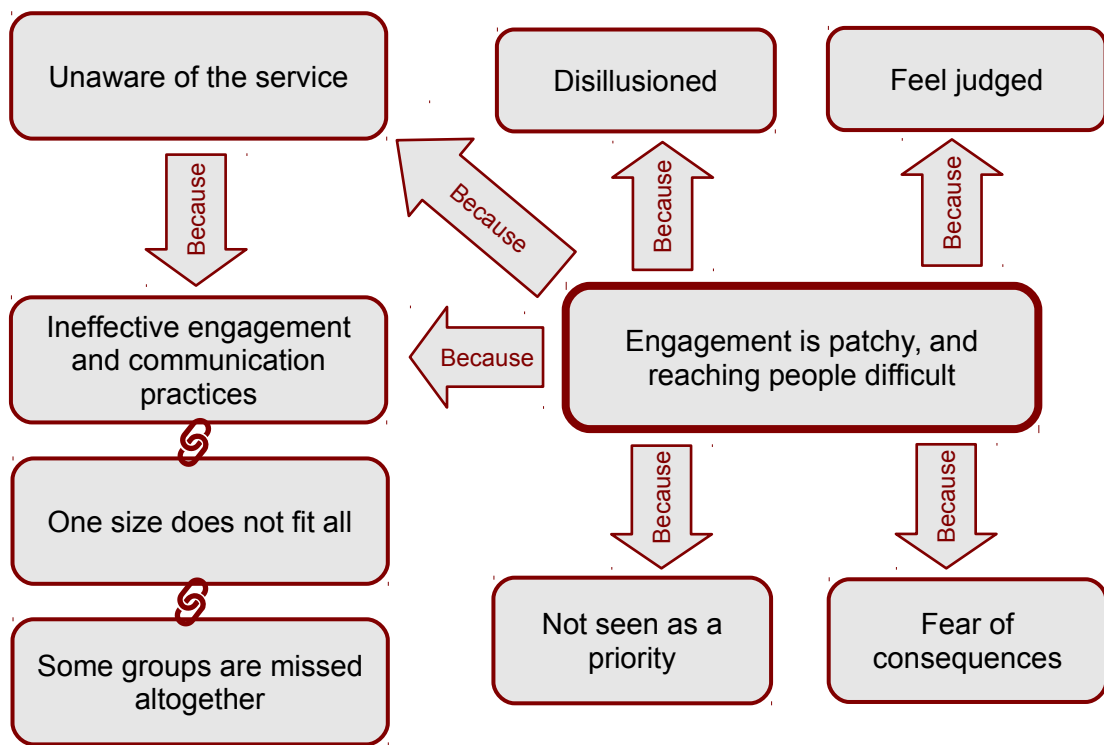 Unaware of the service
Disillusioned
Feel judged
Because
Because
Because
Because
Ineffective engagement
and communication
practices
Because
Engagement is patchy, and
reaching people difficult
One size does not fit all
Because
Because
Some groups are missed
altogether
Not seen as a
priority
Fear of
consequences